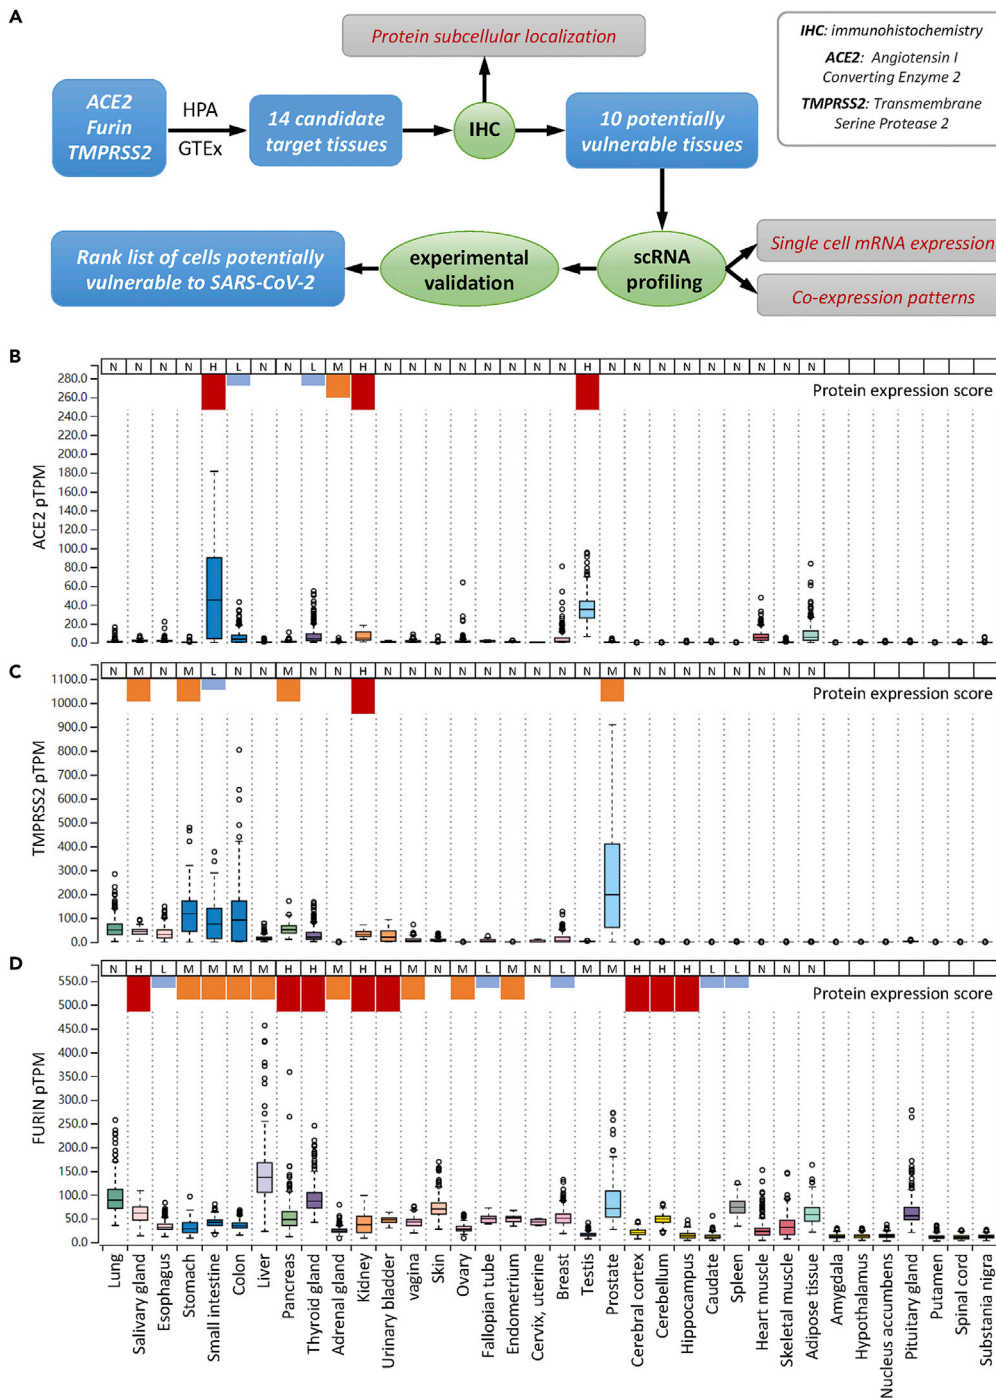 A
Protein subcellular localization
IHC: immunohistochemistry
ACE2: Angiotensin I
Converting Enzyme 2
TMPRSS2: Transmembrane
Serine Protease 2
ACE2
Furin
TMPRSS2
HPA
GTEx
14 candidate
target tissues
IHC
10 potentially
vulnerable tissues
Rank list of cells potentially
vulnerable to SARS-CoV-2
experimental
validation
scRNA
profiling
Single cell mRNA expression
Co-expression patterns
B
N N N N H L N N L M H N N N N N N N N H N N N N N N N N N
Protein expression score
ACE2 pTPM
280.0
260.0
240.0
220.0
200.0
180.0
160.0
140.0
120.0
100.0
80.0
60.0
40.0
20.0
0.0
C
N M N M L N N M N N H N N N N N N N N N M N N N N N N N N
Protein expression score
TMPRSS2 pTPM
1100.0
1000.0
900.0
800.0
700.0
600.0
500.0
400.0
300.0
200.0
100.0
0.0
D
N H L M M M M H H M H H M N M L M N L N M H H H L L N N N
Protein expression score
FURIN pTPM
550.0
500.0
450.0
400.0
350.0
300.0
250.0
200.0
150.0
100.0
50.0
0.0
Lung
Salivary gland
Esophagus
Stomach
Small intestine
Colon
Liver
Pancreas
Thyroid gland
Adrenal gland
Kidney
Urinary bladder
vagina
Skin
Ovary
Fallopian tube
Endometrium
Cervix, uterine
Breast
Testis
Prostate
Cerebral cortex
Cerebellum
Hippocampus
Caudate
Spleen
Heart muscle
Skeletal muscle
Adipose tissue
Amygdala
Hypothalamus
Nucleus accumbens
Pituitary gland
Putamen
Spinal cord
Substantia nigra